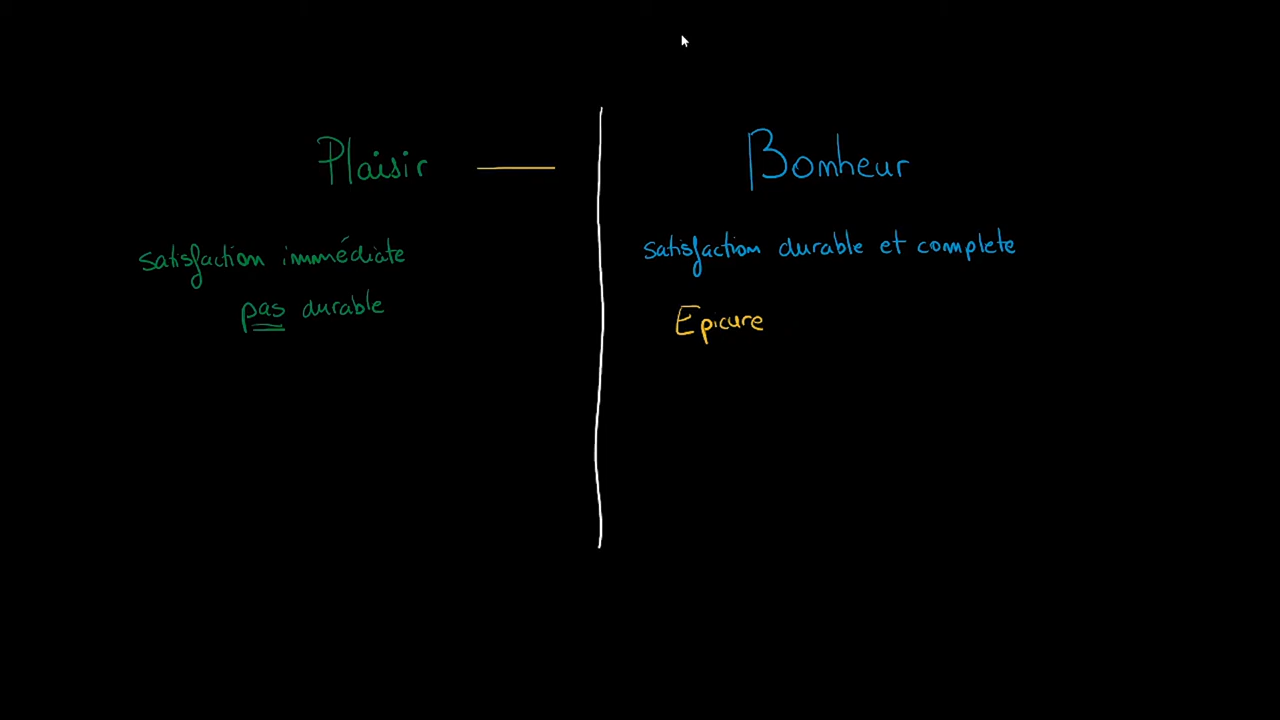 Plaisir
satisfaction immédiate
pas durable
Bonheur
satisfaction durable et complete
Epicure